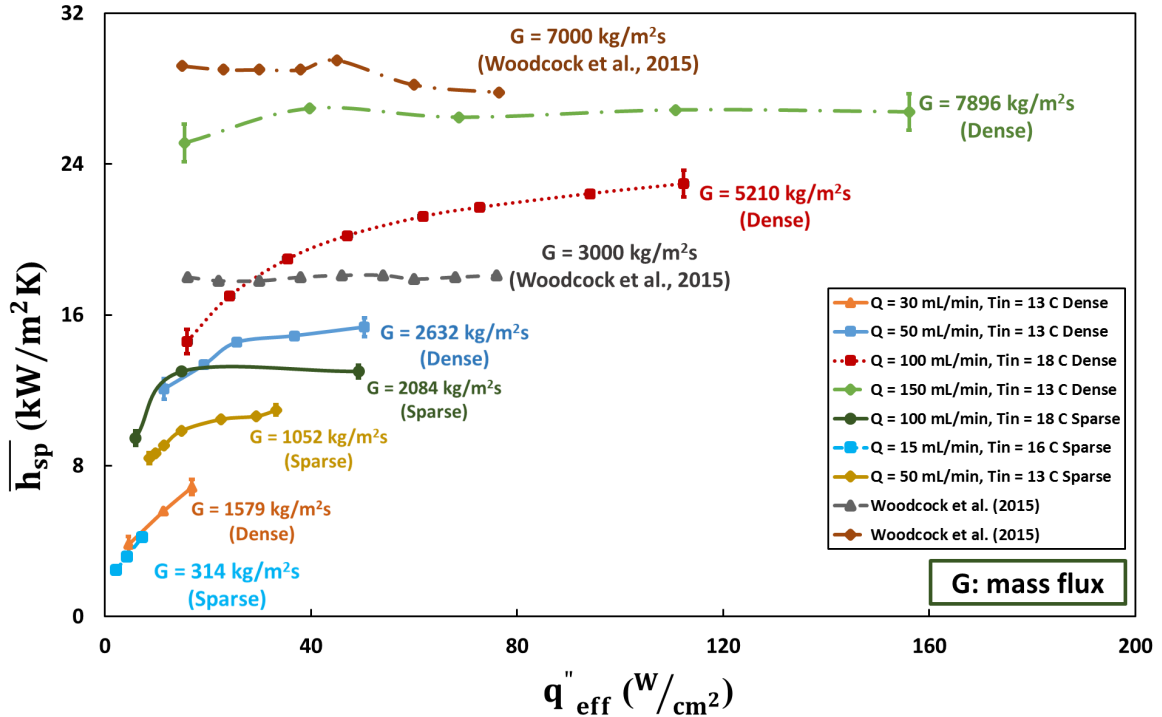 32
24
16
8
0
h̅s̅p̅ (kW/m²K)
G = 7000 kg/m²s
(Woodcock et al., 2015)
G = 7896 kg/m²s
(Dense)
G = 5210 kg/m²s
(Dense)
G = 3000 kg/m²s
(Woodcock et al., 2015)
G = 2632 kg/m²s
(Dense)
G = 2084 kg/m²s
(Sparse)
G = 1052 kg/m²s
(Sparse)
G = 1579 kg/m²s
(Dense)
G = 314 kg/m²s
(Sparse)
Q = 30 mL/min, Tin = 13 C Dense
Q = 50 mL/min, Tin = 13 C Dense
Q = 100 mL/min, Tin = 18 C Dense
Q = 150 mL/min, Tin = 13 C Dense
Q = 100 mL/min, Tin = 18 C Sparse
Q = 15 mL/min, Tin = 16 C Sparse
Q = 50 mL/min, Tin = 13 C Sparse
Woodcock et al. (2015)
Woodcock et al. (2015)
G: mass flux
0 40 80 120 160 200
q"eff (W/cm²)